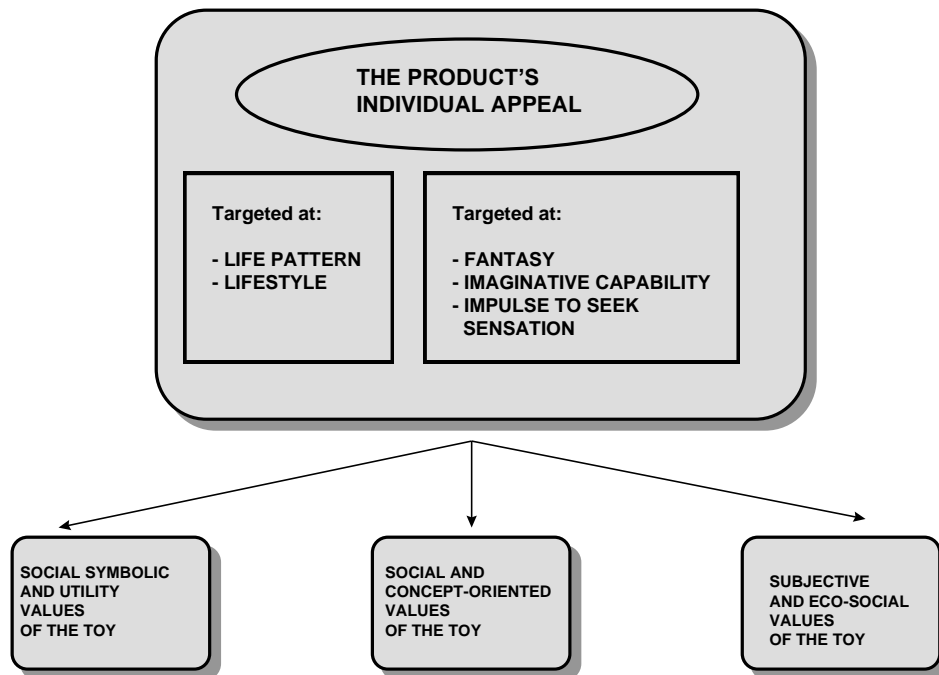 THE PRODUCT'S
INDIVIDUAL APPEAL
Targeted at:
- LIFE PATTERN
- LIFESTYLE
Targeted at:
- FANTASY
- IMAGINATIVE CAPABILITY
- IMPULSE TO SEEK
SENSATION
SOCIAL SYMBOLIC
AND UTILITY
VALUES
OF THE TOY
SOCIAL AND
CONCEPT-ORIENTED
VALUES
OF THE TOY
SUBJECTIVE
AND ECO-SOCIAL
VALUES
OF THE TOY